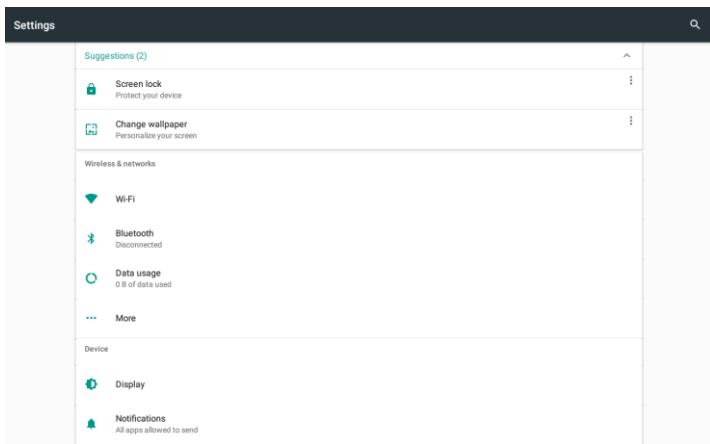 Settings
Suggestions (2)
Screen lock
Protect your device
Change wallpaper
Personalize your screen
Wireless & networks
Wi-Fi
Bluetooth
Disconnected
Data usage
0 B of data used
More
Device
Display
Notifications
All apps allowed to send